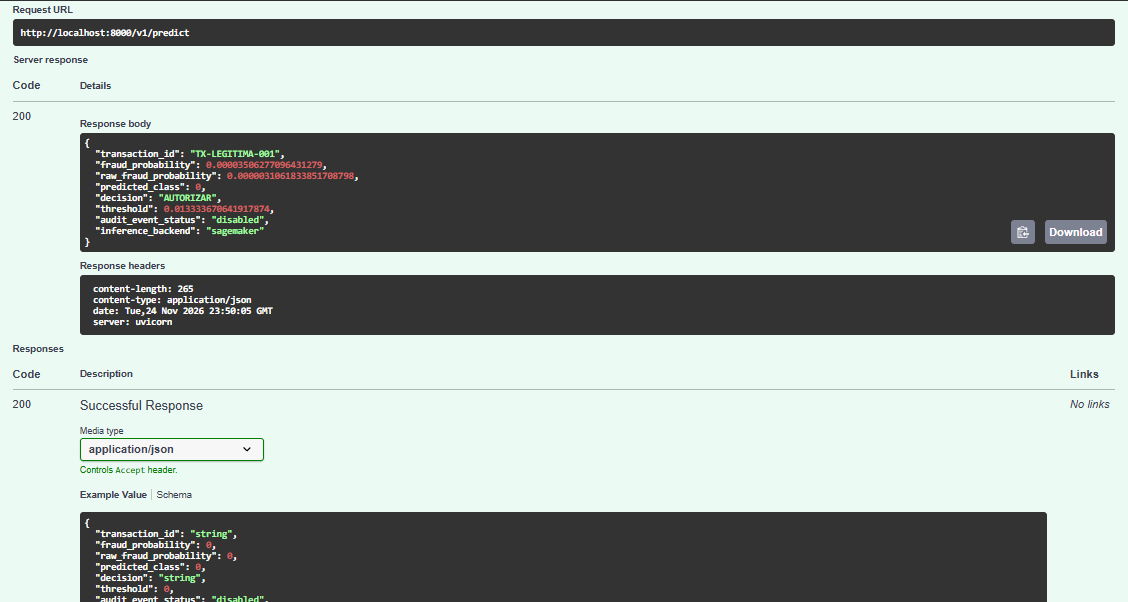 Request URL
http://localhost:8000/v1/predict
Server response
Code Details
200
Response body
{
"transaction_id": "TX-LEGITIMA-001",
"fraud_probability": 0.00003506277096431279,
"raw_fraud_probability": 0.0000031061833851708798,
"predicted_class": 0,
"decision": "AUTORIZAR",
"threshold": 0.013333670641917874,
"audit_event_status": "disabled",
"inference_backend": "sagemaker"
}
Download
Response headers
content-length: 265
content-type: application/json
date: Tue,24 Nov 2026 23:50:05 GMT
server: uvicorn
Responses
Code Description Links
200 Successful Response No links
Media type
application/json
Controls Accept header.
Example Value Schema
{
"transaction_id": "string",
"fraud_probability": 0,
"raw_fraud_probability": 0,
"predicted_class": 0,
"decision": "string",
"threshold": 0,
"audit_event_status": "disabled",